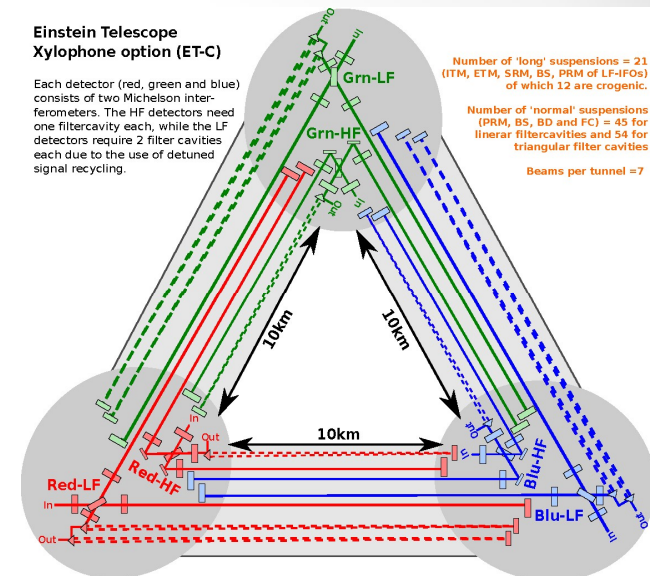 Einstein Telescope
Xylophone option (ET-C)
Each detector (red, green and blue)
consists of two Michelson inter-
ferometers. The HF detectors need
one filtercavity each, while the LF
detectors require 2 filter cavities
each due to the use of detuned
signal recycling.
Number of 'long' suspensions = 21
(ITM, ETM, SRM, BS, PRM of LF-IFOs)
of which 12 are crogenic.
Number of 'normal' suspensions
(PRM, BS, BD and FC) = 45 for
linerar filtercavities and 54 for
triangular filter cavities
Beams per tunnel =7
Out
In
Grn-LF
Grn-HF
In
Out
10km
10km
10km
In
Out
Red-HF
Red-LF
In
Out
Out
In
Blu-HF
Blu-LF
In
Out